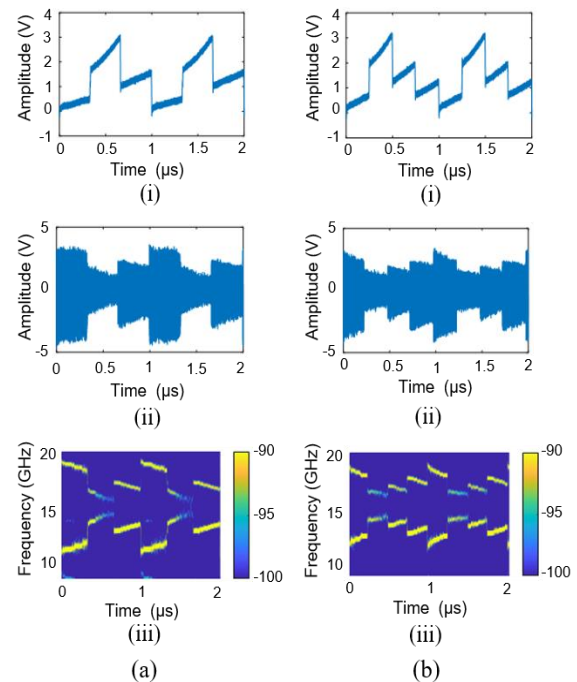 Amplitude (V)
4
3
2
1
0
-1
0
0.5
1
1.5
2
Time (μs)
(i)
Amplitude (V)
4
3
2
1
0
-1
0
0.5
1
1.5
2
Time (μs)
(i)
Amplitude (V)
5
0
-5
0
0.5
1
1.5
2
Time (μs)
(ii)
Amplitude (V)
5
0
-5
0
0.5
1
1.5
2
Time (μs)
(ii)
Frequency (GHz)
20
15
10
0
1
2
-90
-95
-100
Time (μs)
(iii)
(a)
Frequency (GHz)
20
15
10
0
1
2
-90
-95
-100
Time (μs)
(iii)
(b)